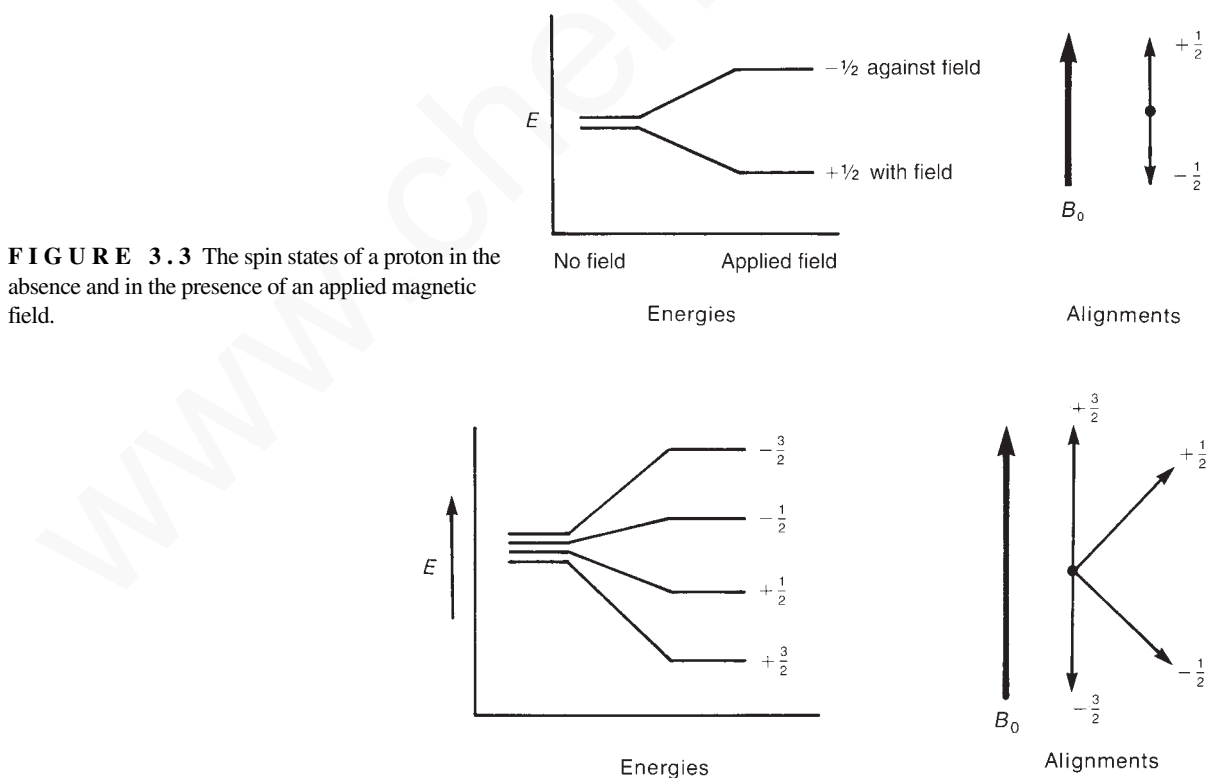 www.chem
E
−½ against field
+½ with field
No field
Applied field
Energies
B0
+1/2
−1/2
Alignments
FIGURE 3.3 The spin states of a proton in the
absence and in the presence of an applied magnetic
field.
E
−3/2
−1/2
+1/2
+3/2
Energies
B0
+3/2
+1/2
−1/2
−3/2
Alignments